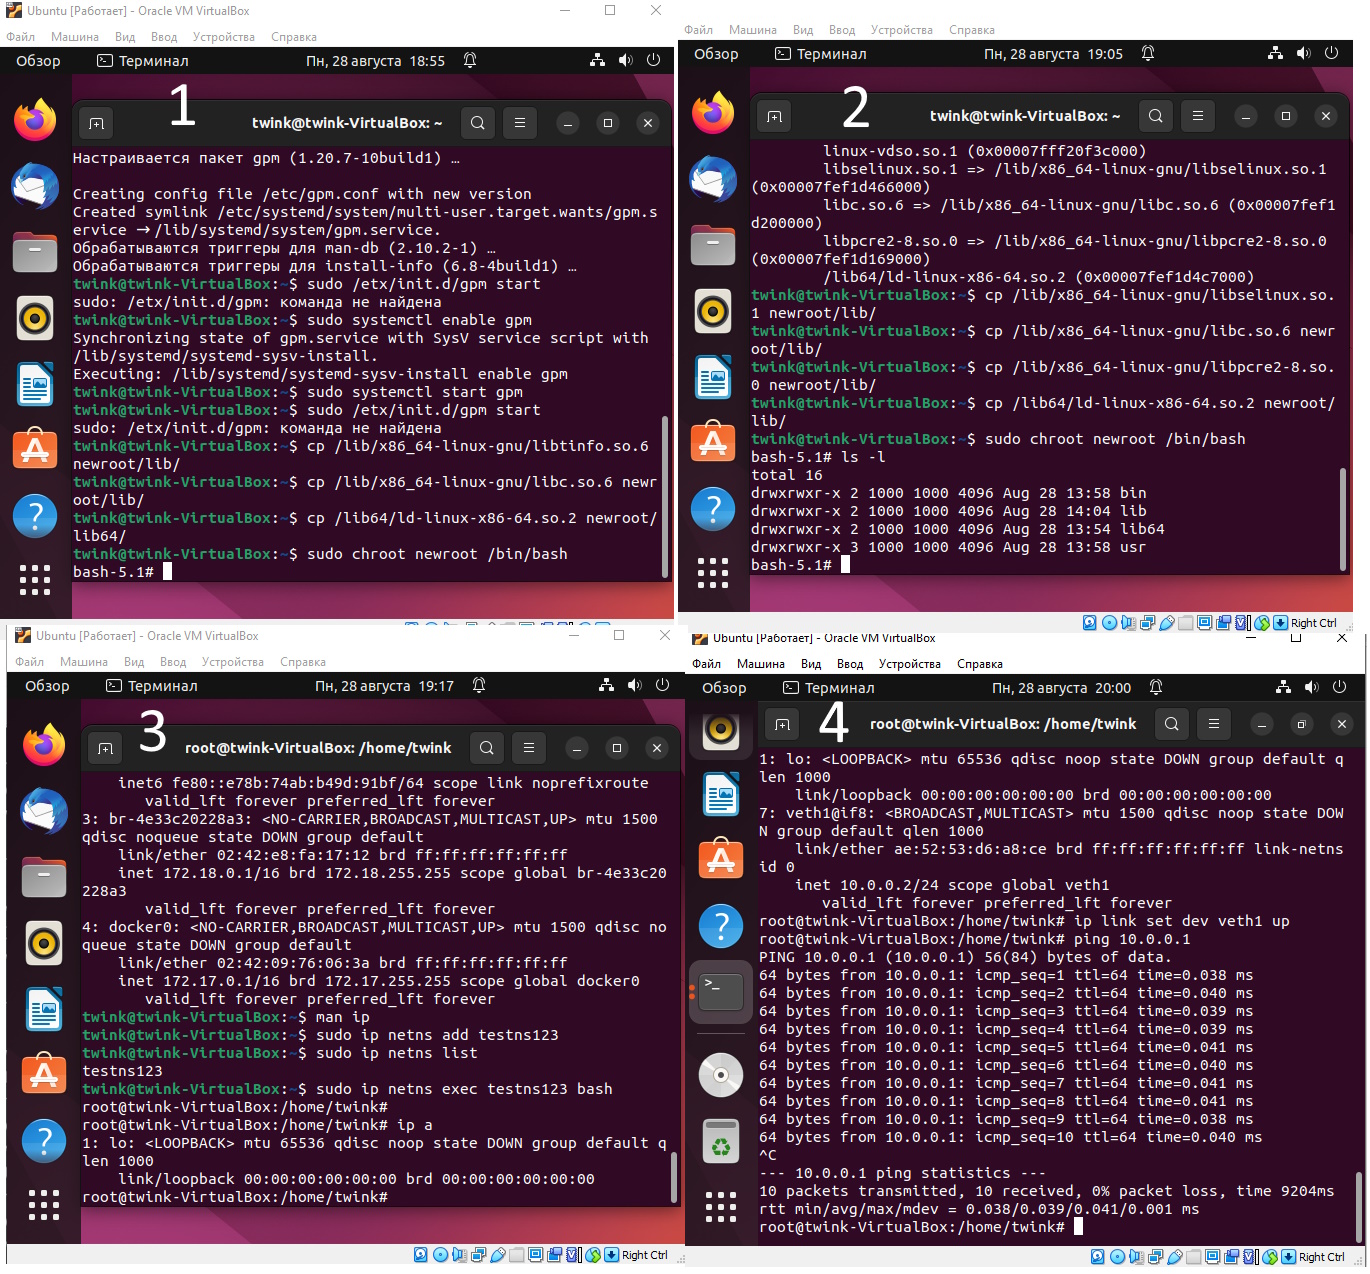 Ubuntu [Работает] - Oracle VM VirtualBox
Файл Машина Вид Ввод Устройства Справка
Обзор Терминал Пн, 28 августа 18:55
1
twink@twink-VirtualBox: ~
Настраивается пакет gpm (1.20.7-10build1) …
Creating config file /etc/gpm.conf with new version
Created symlink /etc/systemd/system/multi-user.target.wants/gpm.s
ervice → /lib/systemd/system/gpm.service.
Обрабатываются триггеры для man-db (2.10.2-1) …
Обрабатываются триггеры для install-info (6.8-4build1) …
twink@twink-VirtualBox:~$ sudo /etx/init.d/gpm start
sudo: /etx/init.d/gpm: команда не найдена
twink@twink-VirtualBox:~$ sudo systemctl enable gpm
Synchronizing state of gpm.service with SysV service script with
/lib/systemd/systemd-sysv-install.
Executing: /lib/systemd/systemd-sysv-install enable gpm
twink@twink-VirtualBox:~$ sudo systemctl start gpm
twink@twink-VirtualBox:~$ sudo /etx/init.d/gpm start
sudo: /etx/init.d/gpm: команда не найдена
twink@twink-VirtualBox:~$ cp /lib/x86_64-linux-gnu/libtinfo.so.6
newroot/lib/
twink@twink-VirtualBox:~$ cp /lib/x86_64-linux-gnu/libc.so.6 newr
oot/lib/
twink@twink-VirtualBox:~$ cp /lib64/ld-linux-x86-64.so.2 newroot/
lib64/
twink@twink-VirtualBox:~$ sudo chroot newroot /bin/bash
bash-5.1#
Файл Машина Вид Ввод Устройства Справка
Обзор Терминал Пн, 28 августа 19:05
2
twink@twink-VirtualBox: ~
linux-vdso.so.1 (0x00007fff20f3c000)
libselinux.so.1 => /lib/x86_64-linux-gnu/libselinux.so.1
(0x00007fef1d466000)
libc.so.6 => /lib/x86_64-linux-gnu/libc.so.6 (0x00007fef1
d200000)
libpcre2-8.so.0 => /lib/x86_64-linux-gnu/libpcre2-8.so.0
(0x00007fef1d169000)
/lib64/ld-linux-x86-64.so.2 (0x00007fef1d4c7000)
twink@twink-VirtualBox:~$ cp /lib/x86_64-linux-gnu/libselinux.so.
1 newroot/lib/
twink@twink-VirtualBox:~$ cp /lib/x86_64-linux-gnu/libc.so.6 newr
oot/lib/
twink@twink-VirtualBox:~$ cp /lib/x86_64-linux-gnu/libpcre2-8.so.
0 newroot/lib/
twink@twink-VirtualBox:~$ cp /lib64/ld-linux-x86-64.so.2 newroot/
lib/
twink@twink-VirtualBox:~$ sudo chroot newroot /bin/bash
bash-5.1# ls -l
total 16
drwxrwxr-x 2 1000 1000 4096 Aug 28 13:58 bin
drwxrwxr-x 2 1000 1000 4096 Aug 28 14:04 lib
drwxrwxr-x 2 1000 1000 4096 Aug 28 13:54 lib64
drwxrwxr-x 3 1000 1000 4096 Aug 28 13:58 usr
bash-5.1#
Right Ctrl
Ubuntu [Работает] - Oracle VM VirtualBox
Файл Машина Вид Ввод Устройства Справка
Обзор Терминал Пн, 28 августа 19:17
3
root@twink-VirtualBox: /home/twink
inet6 fe80::e78b:74ab:b49d:91bf/64 scope link noprefixroute
valid_lft forever preferred_lft forever
3: br-4e33c20228a3: <NO-CARRIER,BROADCAST,MULTICAST,UP> mtu 1500
qdisc noqueue state DOWN group default
link/ether 02:42:e8:fa:17:12 brd ff:ff:ff:ff:ff:ff
inet 172.18.0.1/16 brd 172.18.255.255 scope global br-4e33c20
228a3
valid_lft forever preferred_lft forever
4: docker0: <NO-CARRIER,BROADCAST,MULTICAST,UP> mtu 1500 qdisc no
queue state DOWN group default
link/ether 02:42:09:76:06:3a brd ff:ff:ff:ff:ff:ff
inet 172.17.0.1/16 brd 172.17.255.255 scope global docker0
valid_lft forever preferred_lft forever
twink@twink-VirtualBox:~$ man ip
twink@twink-VirtualBox:~$ sudo ip netns add testns123
twink@twink-VirtualBox:~$ sudo ip netns list
testns123
twink@twink-VirtualBox:~$ sudo ip netns exec testns123 bash
root@twink-VirtualBox:/home/twink#
root@twink-VirtualBox:/home/twink# ip a
1: lo: <LOOPBACK> mtu 65536 qdisc noop state DOWN group default q
len 1000
link/loopback 00:00:00:00:00:00 brd 00:00:00:00:00:00
root@twink-VirtualBox:/home/twink#
Right Ctrl
Ubuntu [Работает] - Oracle VM VirtualBox
Файл Машина Вид Ввод Устройства Справка
Обзор Терминал Пн, 28 августа 20:00
4
root@twink-VirtualBox: /home/twink
1: lo: <LOOPBACK> mtu 65536 qdisc noop state DOWN group default q
len 1000
link/loopback 00:00:00:00:00:00 brd 00:00:00:00:00:00
7: veth1@if8: <BROADCAST,MULTICAST> mtu 1500 qdisc noop state DOW
N group default qlen 1000
link/ether ae:52:53:d6:a8:ce brd ff:ff:ff:ff:ff:ff link-netns
id 0
inet 10.0.0.2/24 scope global veth1
valid_lft forever preferred_lft forever
root@twink-VirtualBox:/home/twink# ip link set dev veth1 up
root@twink-VirtualBox:/home/twink# ping 10.0.0.1
PING 10.0.0.1 (10.0.0.1) 56(84) bytes of data.
64 bytes from 10.0.0.1: icmp_seq=1 ttl=64 time=0.038 ms
64 bytes from 10.0.0.1: icmp_seq=2 ttl=64 time=0.040 ms
64 bytes from 10.0.0.1: icmp_seq=3 ttl=64 time=0.039 ms
64 bytes from 10.0.0.1: icmp_seq=4 ttl=64 time=0.039 ms
64 bytes from 10.0.0.1: icmp_seq=5 ttl=64 time=0.041 ms
64 bytes from 10.0.0.1: icmp_seq=6 ttl=64 time=0.040 ms
64 bytes from 10.0.0.1: icmp_seq=7 ttl=64 time=0.041 ms
64 bytes from 10.0.0.1: icmp_seq=8 ttl=64 time=0.041 ms
64 bytes from 10.0.0.1: icmp_seq=9 ttl=64 time=0.038 ms
64 bytes from 10.0.0.1: icmp_seq=10 ttl=64 time=0.040 ms
^C
--- 10.0.0.1 ping statistics ---
10 packets transmitted, 10 received, 0% packet loss, time 9204ms
rtt min/avg/max/mdev = 0.038/0.039/0.041/0.001 ms
root@twink-VirtualBox:/home/twink#
Right Ctrl